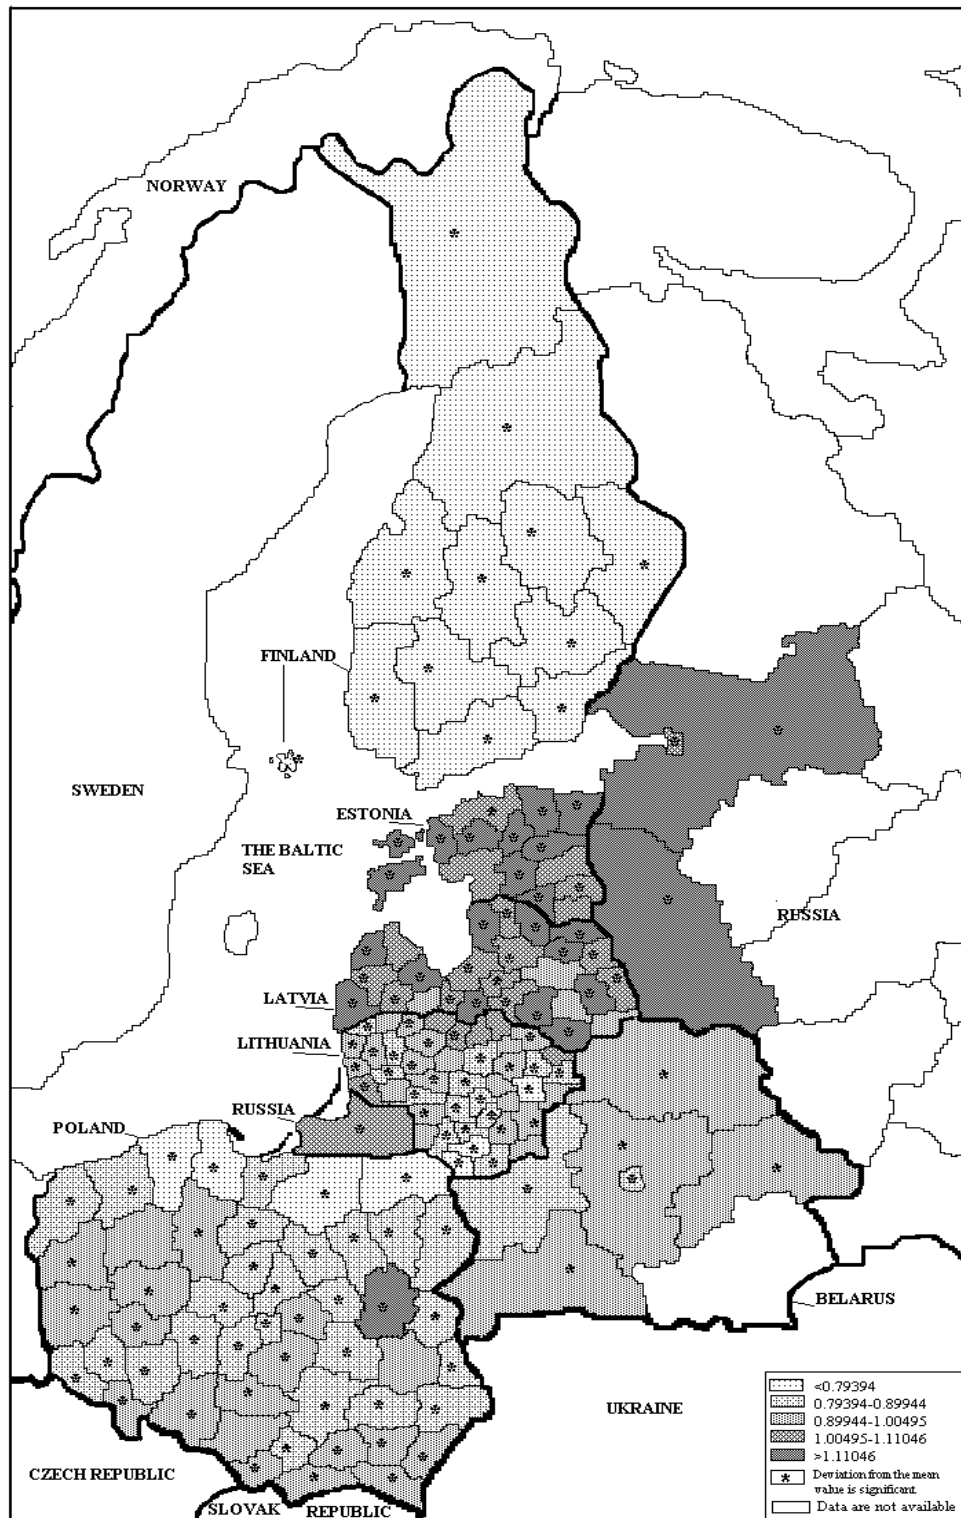 NORWAY
FINLAND
SWEDEN
ESTONIA
THE BALTIC
SEA
RUSSIA
LATVIA
LITHUANIA
RUSSIA
POLAND
BELARUS
UKRAINE
CZECH REPUBLIC
SLOVAK REPUBLIC
<0.79394
0.79394-0.89944
0.89944-1.00495
1.00495-1.11046
>1.11046
* Deviation from the mean
value is significant
Data are not available